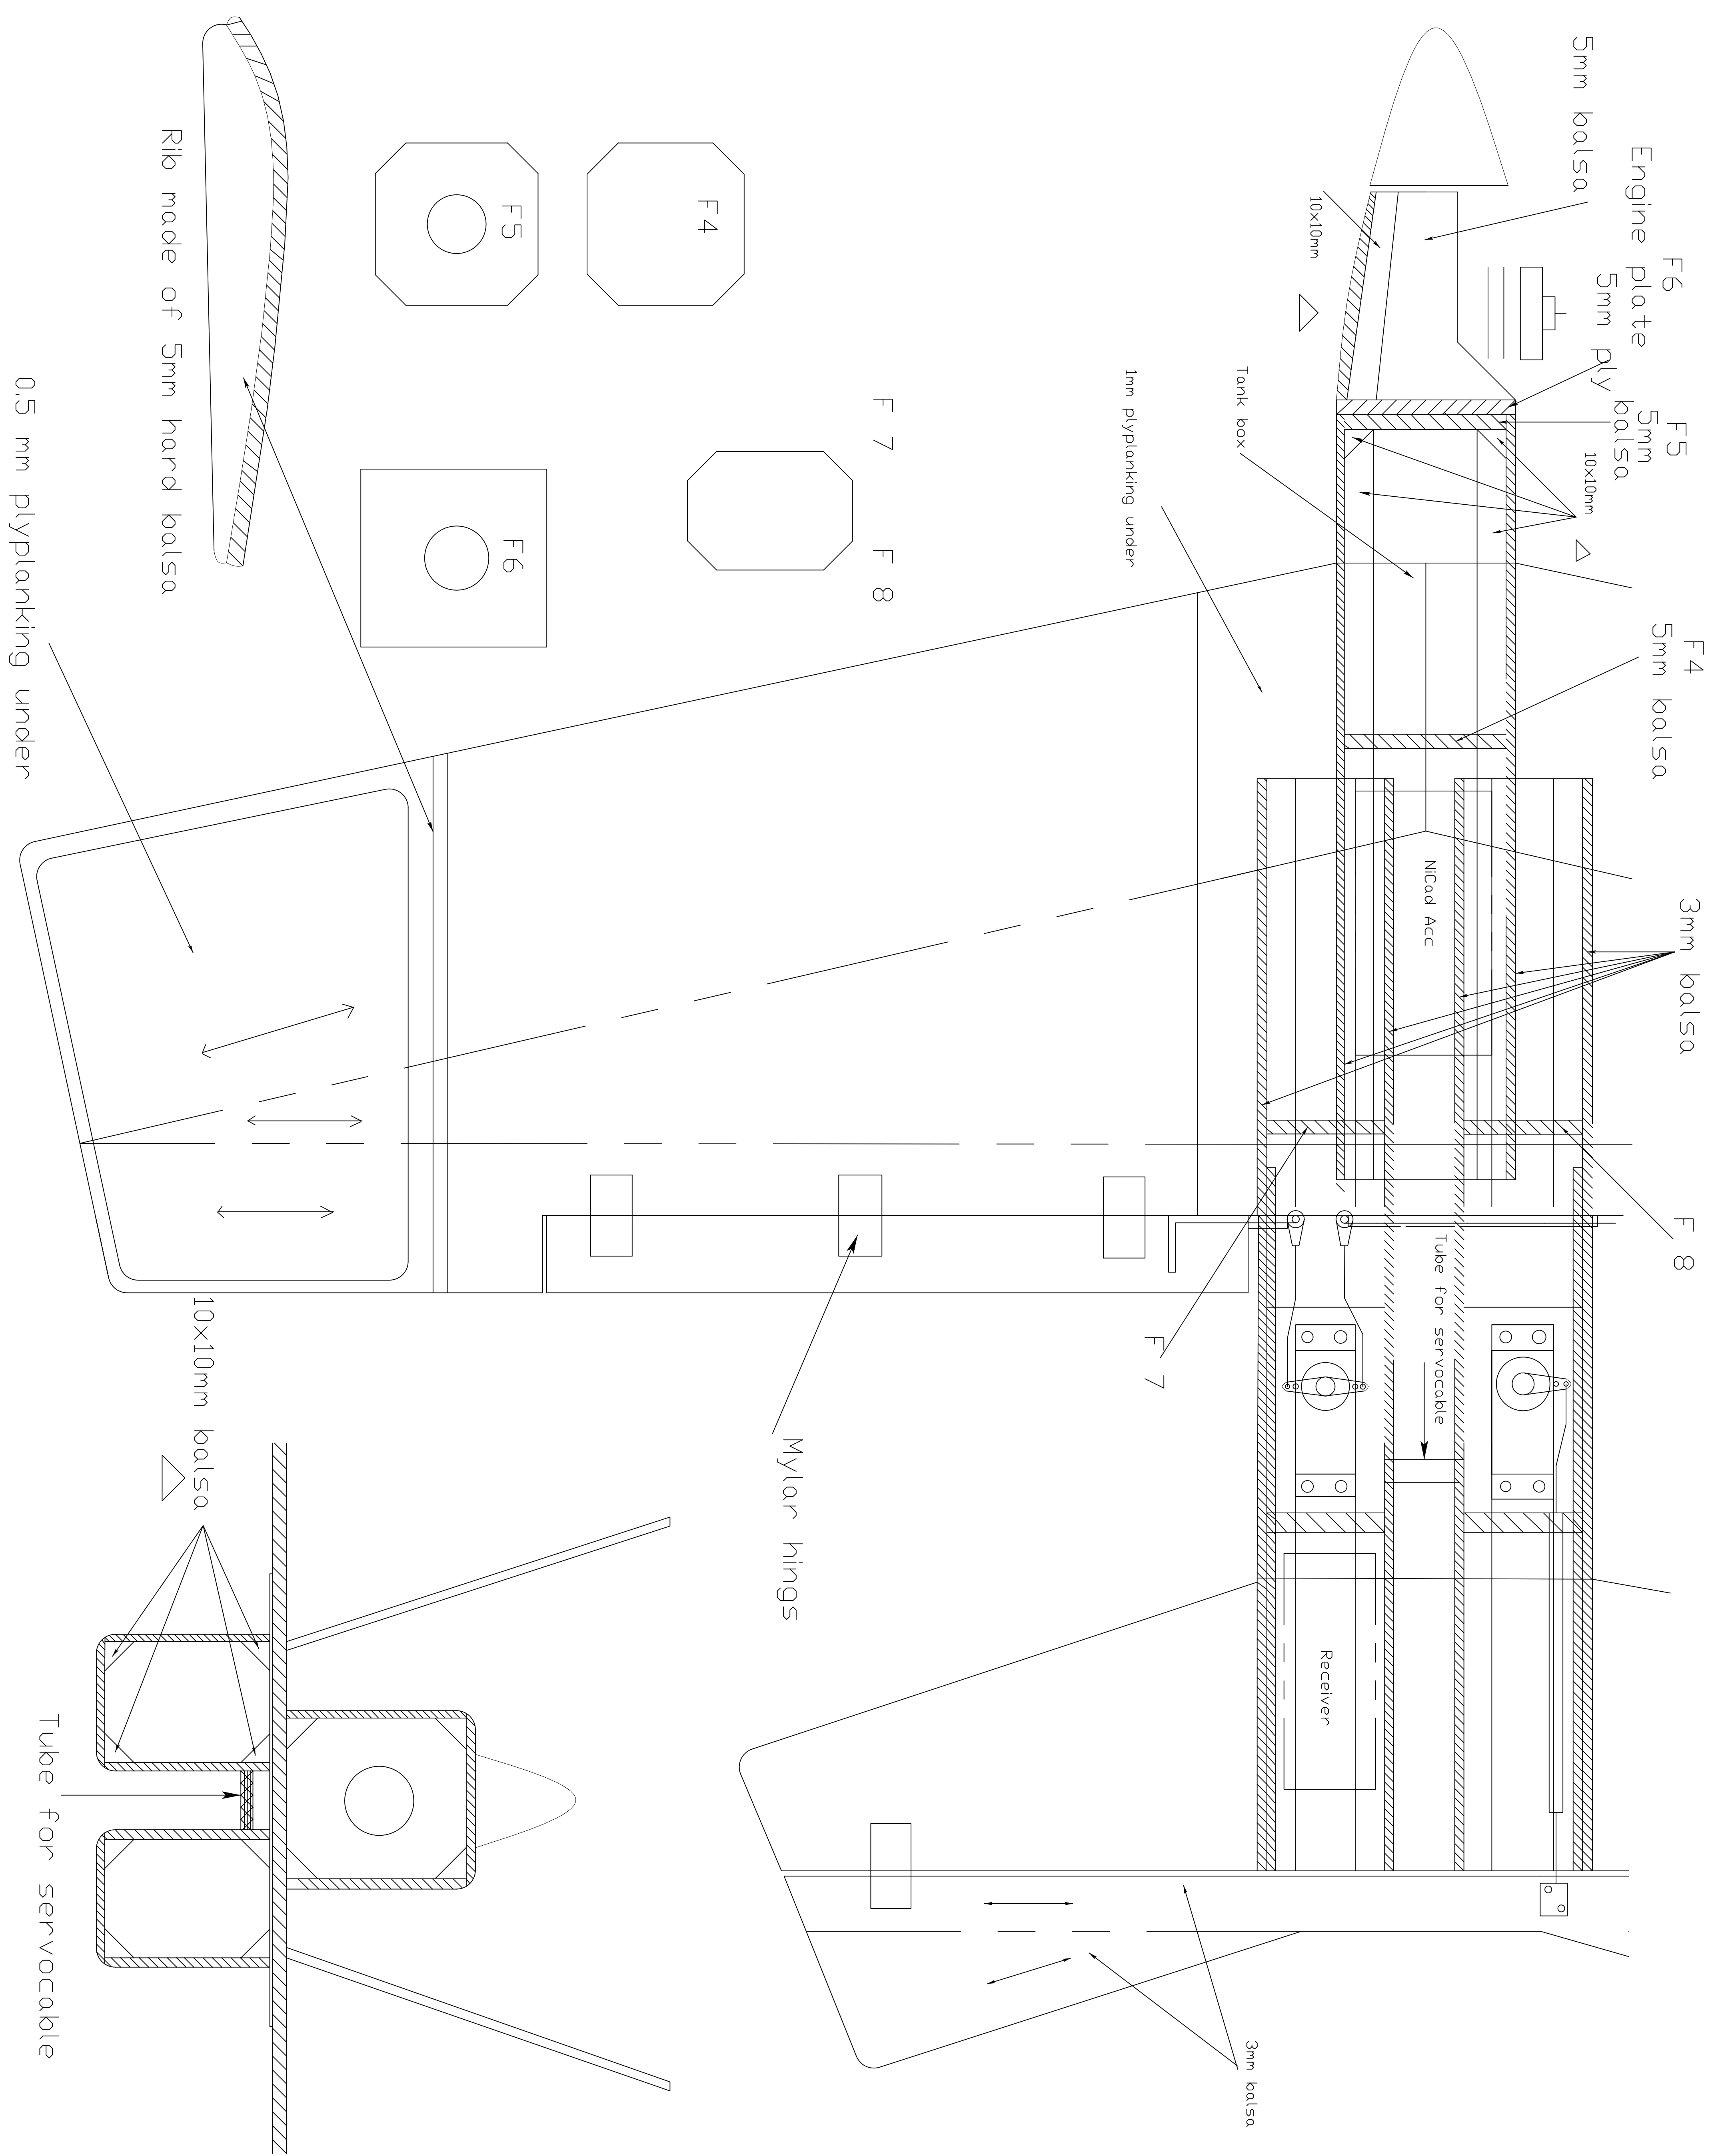 5mm balsa
Engine plate
F6
5mm ply
F5
5mm
balsa
10x10mm
F4
5mm balsa
3mm balsa
F 8
10x10mm
Tank box
1mm plyplanking under
NiCad Acc
Tube for servocable
F 7
Receiver
3mm balsa
F4
F5
F 7
F 8
F6
Rib made of 5mm hard balsa
0,5 mm plyplanking under
Mylar hings
10x10mm balsa
Tube for servocable